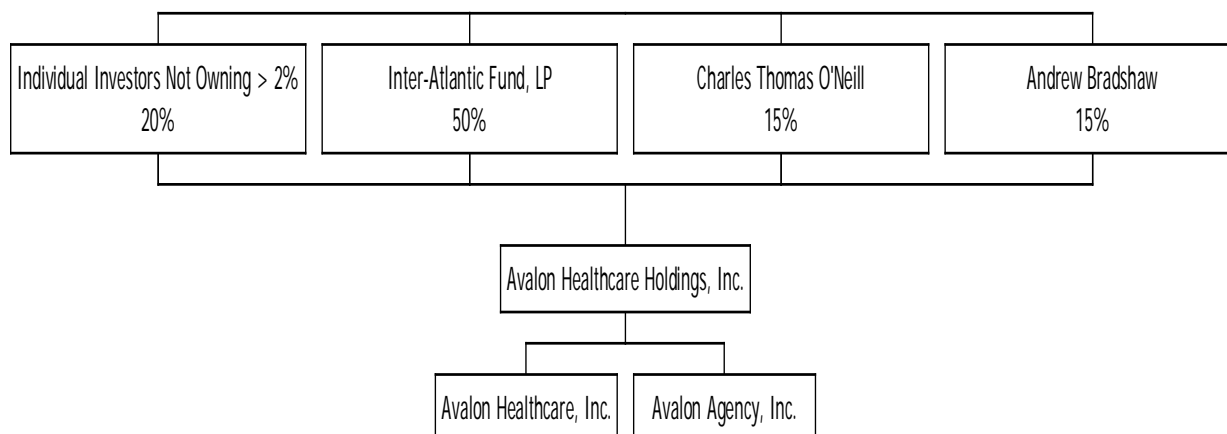 Individual Investors Not Owning > 2%
20%
Inter-Atlantic Fund, LP
50%
Charles Thomas O'Neill
15%
Andrew Bradshaw
15%
Avalon Healthcare Holdings, Inc.
Avalon Healthcare, Inc.
Avalon Agency, Inc.